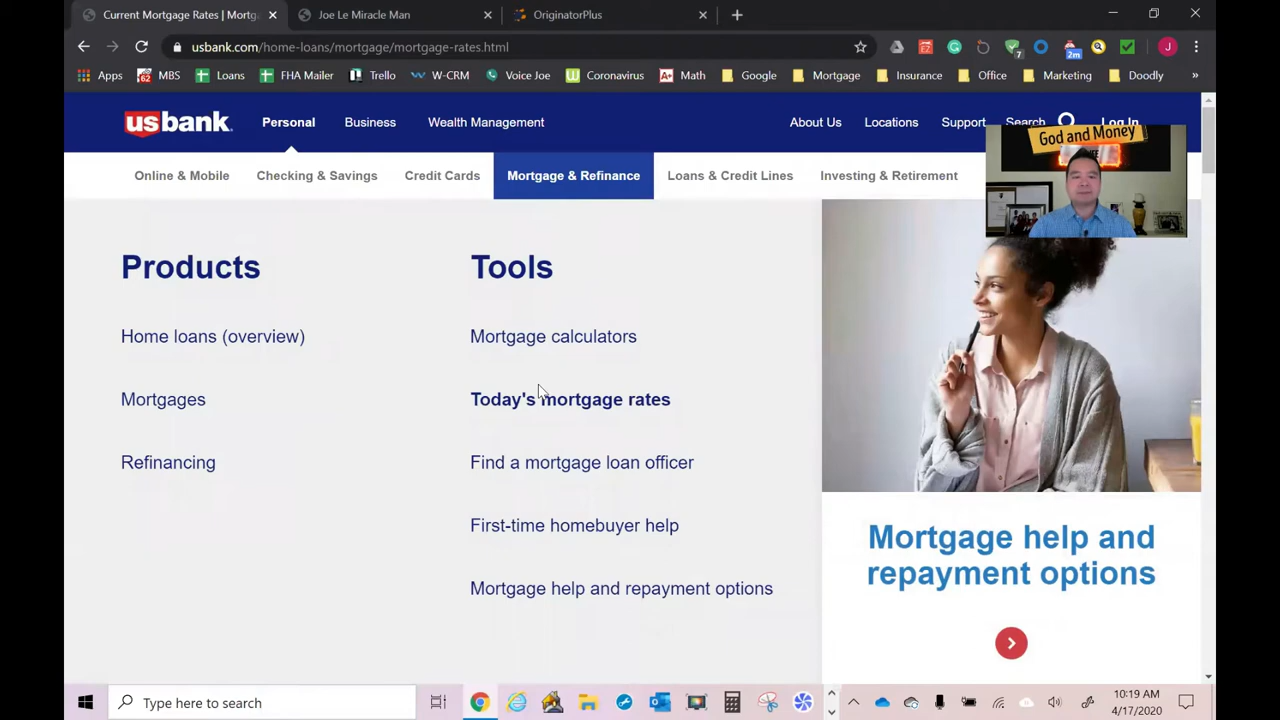 Current Mortgage Rates | Mortg
Joe Le Miracle Man
OriginatorPlus
usbank.com/home-loans/mortgage/mortgage-rates.html
7
2m
J
Apps
62 MBS
Loans
FHA Mailer
Trello
W-CRM
Voice Joe
Coronavirus
A+ Math
Google
Mortgage
Insurance
Office
Marketing
Doodly
usbank
Personal
Business
Wealth Management
About Us
Locations
Support
Search
Log In
God and Money
Online & Mobile
Checking & Savings
Credit Cards
Mortgage & Refinance
Loans & Credit Lines
Investing & Retirement
Products
Home loans (overview)
Mortgages
Refinancing
Tools
Mortgage calculators
Today's mortgage rates
Find a mortgage loan officer
First-time homebuyer help
Mortgage help and repayment options
Mortgage help and
repayment options
Type here to search
10:19 AM
4/17/2020